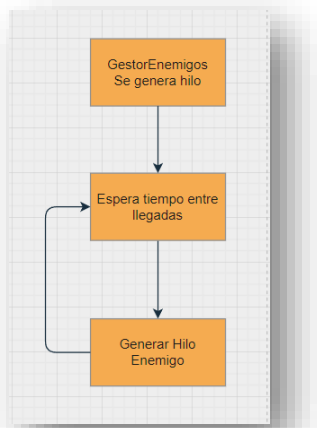 GestorEnemigos
Se genera hilo
Espera tiempo entre
llegadas
Generar Hilo
Enemigo